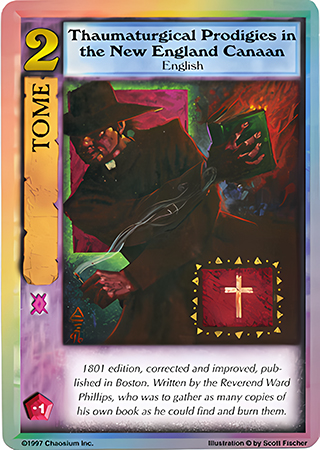 2
Thaumaturgical Prodigies in
the New England Canaan
English
TOME
1801 edition, corrected and improved, pub-
lished in Boston. Written by the Reverend Ward
Phillips, who was to gather as many copies of
his own book as he could find and burn them.
-1
©1997 Chaosium Inc.
Illustration © by Scott Fischer